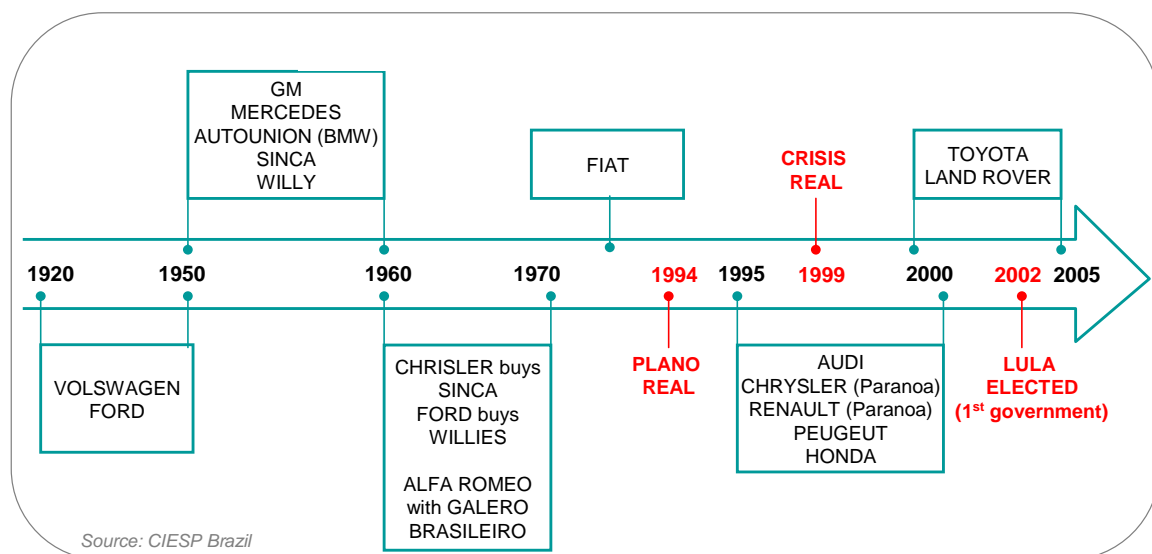 GM
MERCEDES
AUTOUNION (BMW)
SINCA
WILLY
FIAT
CRISIS
REAL
TOYOTA
LAND ROVER
1920 1950 1960 1970 1994 1995 1999 2000 2002 2005
VOLSWAGEN
FORD
CHRISLER buys
SINCA
FORD buys
WILLIES
ALFA ROMEO
with GALERO
BRASILEIRO
PLANO
REAL
AUDI
CHRYSLER (Paranoa)
RENAULT (Paranoa)
PEUGEUT
HONDA
LULA
ELECTED
(1st government)
Source: CIESP Brazil